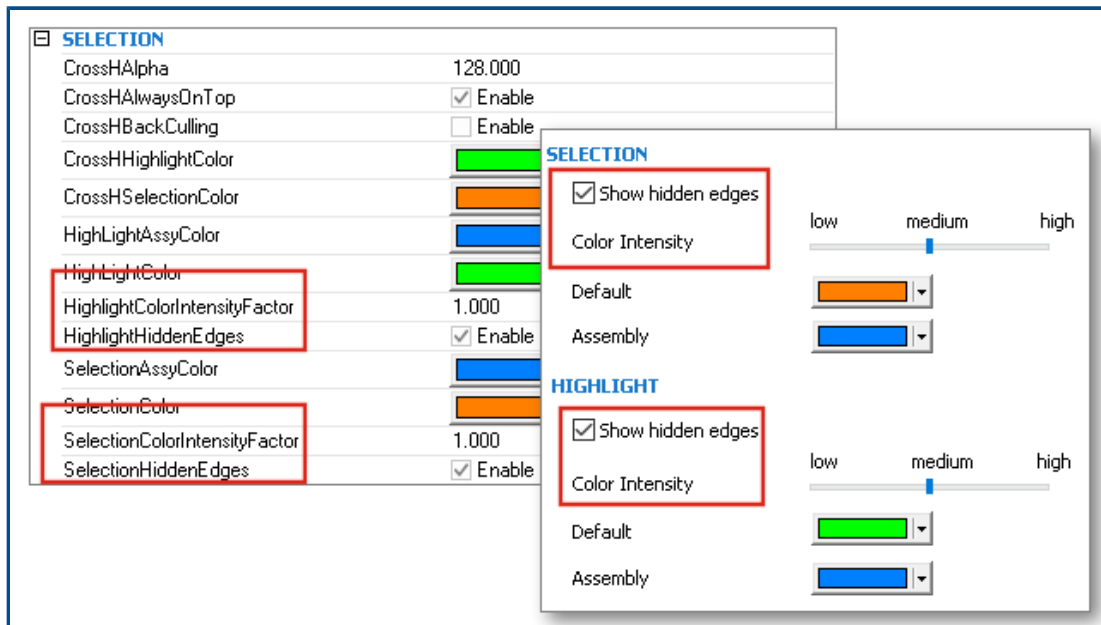 SELECTION
CrossHAlpha 128.000
CrossHAlwaysOnTop Enable
CrossHBackCulling Enable
CrossHHighlightColor
CrossHSelectionColor
HighLightAssyColor
HighLightColor
HighlightColorIntensityFactor 1.000
HighlightHiddenEdges Enable
SelectionAssyColor
SelectionColor
SelectionColorIntensityFactor 1.000
SelectionHiddenEdges Enable
SELECTION
Show hidden edges
low medium high
Color Intensity
Default
Assembly
HIGHLIGHT
Show hidden edges
low medium high
Color Intensity
Default
Assembly